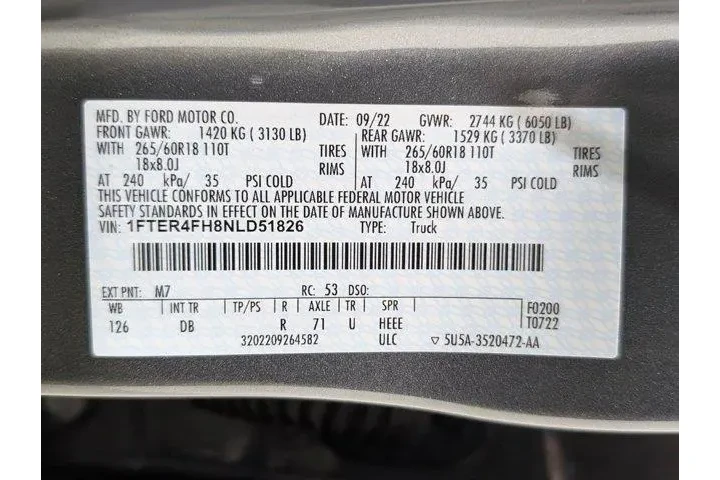 MFD. BY FORD MOTOR CO. DATE: 09/22 GVWR: 2744 KG ( 6050 LB)
FRONT GAWR: 1420 KG ( 3130 LB) REAR GAWR: 1529 KG ( 3370 LB)
WITH 265/60R18 110T TIRES WITH 265/60R18 110T TIRES
18x8.0J RIMS 18x8.0J RIMS
AT 240 kPa/ 35 PSI COLD AT 240 kPa/ 35 PSI COLD
THIS VEHICLE CONFORMS TO ALL APPLICABLE FEDERAL MOTOR VEHICLE
SAFETY STANDARDS IN EFFECT ON THE DATE OF MANUFACTURE SHOWN ABOVE.
VIN: 1FTER4FH8NLD51826 TYPE: Truck
EXT PNT: M7 RC: 53 DSO:
WB INT TR TP/PS R AXLE TR SPR F0200
126 DB R 71 U HEEE T0722
3202209264582 ULC ▽ 5U5A-3520472-AA